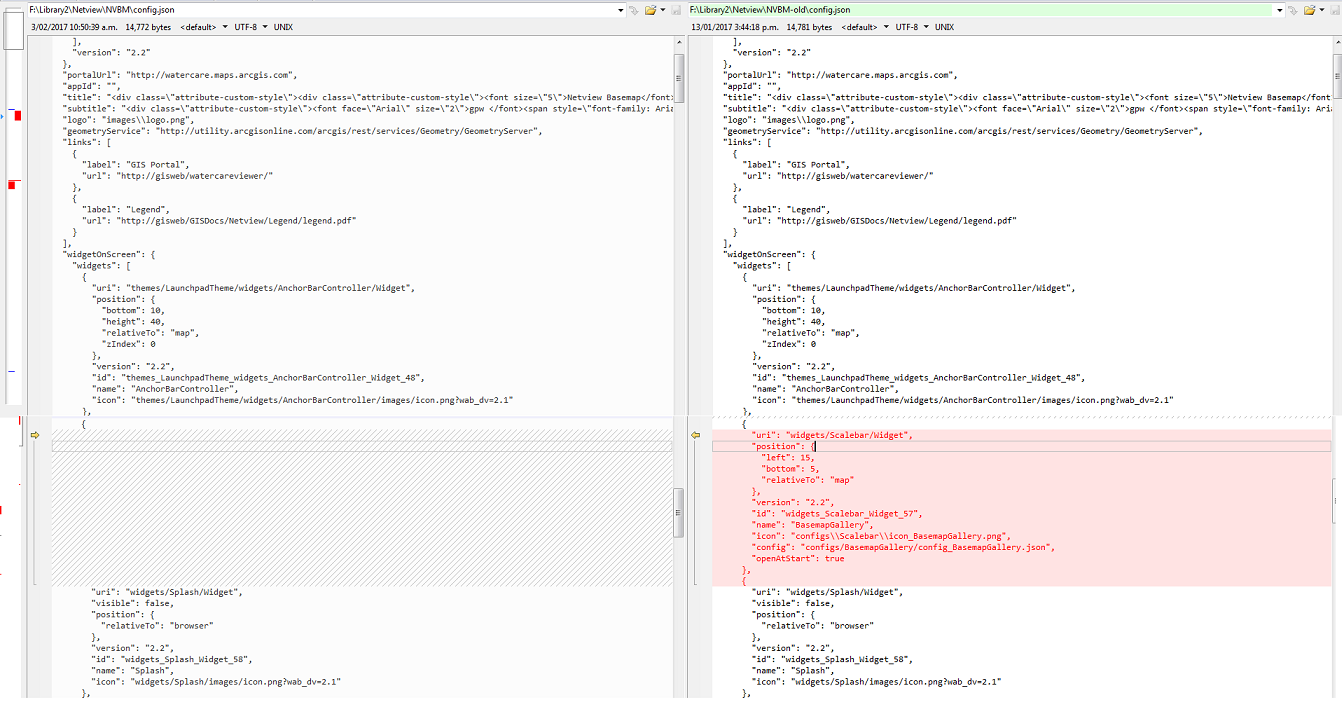 F:\Library2\Netview\NVBM\config.json
3/02/2017 10:50:39 a.m. 14,772 bytes <default> UTF-8 UNIX
],
"version": "2.2"
},
"portalUrl": "http://watercare.maps.arcgis.com",
"appId": "",
"title": "<div class=\"attribute-custom-style\"><div class=\"attribute-custom-style\"><font size=\"5\">Netview Basemap</font>
"subtitle": "<div class=\"attribute-custom-style\"><font face=\"Arial\" size=\"2\">gpw </font><span style=\"font-family: Aria
"logo": "images\\logo.png",
"geometryService": "http://utility.arcgisonline.com/arcgis/rest/services/Geometry/GeometryServer",
"links": [
{
"label": "GIS Portal",
"url": "http://gisweb/watercareviewer/"
},
{
"label": "Legend",
"url": "http://gisweb/GISDocs/Netview/Legend/legend.pdf"
}
],
"widgetOnScreen": {
"widgets": [
{
"uri": "themes/LaunchpadTheme/widgets/AnchorBarController/Widget",
"position": {
"bottom": 10,
"height": 40,
"relativeTo": "map",
"zIndex": 0
},
"version": "2.2",
"id": "themes_LaunchpadTheme_widgets_AnchorBarController_Widget_48",
"name": "AnchorBarController",
"icon": "themes/LaunchpadTheme/widgets/AnchorBarController/images/icon.png?wab_dv=2.1"
},
{
"uri": "widgets/Splash/Widget",
"visible": false,
"position": {
"relativeTo": "browser"
},
"version": "2.2",
"id": "widgets_Splash_Widget_58",
"name": "Splash",
"icon": "widgets/Splash/images/icon.png?wab_dv=2.1"
},
F:\Library2\Netview\NVBM-old\config.json
13/01/2017 3:44:18 p.m. 14,781 bytes <default> UTF-8 UNIX
],
"version": "2.2"
},
"portalUrl": "http://watercare.maps.arcgis.com",
"appId": "",
"title": "<div class=\"attribute-custom-style\"><div class=\"attribute-custom-style\"><font size=\"5\">Netview Basemap</font
"subtitle": "<div class=\"attribute-custom-style\"><font face=\"Arial\" size=\"2\">gpw </font><span style=\"font-family: Aria
"logo": "images\\logo.png",
"geometryService": "http://utility.arcgisonline.com/arcgis/rest/services/Geometry/GeometryServer",
"links": [
{
"label": "GIS Portal",
"url": "http://gisweb/watercareviewer/"
},
{
"label": "Legend",
"url": "http://gisweb/GISDocs/Netview/Legend/legend.pdf"
}
],
"widgetOnScreen": {
"widgets": [
{
"uri": "themes/LaunchpadTheme/widgets/AnchorBarController/Widget",
"position": {
"bottom": 10,
"height": 40,
"relativeTo": "map",
"zIndex": 0
},
"version": "2.2",
"id": "themes_LaunchpadTheme_widgets_AnchorBarController_Widget_48",
"name": "AnchorBarController",
"icon": "themes/LaunchpadTheme/widgets/AnchorBarController/images/icon.png?wab_dv=2.1"
},
{
"uri": "widgets/Scalebar/Widget",
"position": {
"left": 15,
"bottom": 5,
"relativeTo": "map"
},
"version": "2.2",
"id": "widgets_Scalebar_Widget_57",
"name": "BasemapGallery",
"icon": "configs\\Scalebar\\icon_BasemapGallery.png",
"config": "configs/BasemapGallery/config_BasemapGallery.json",
"openAtStart": true
},
{
"uri": "widgets/Splash/Widget",
"visible": false,
"position": {
"relativeTo": "browser"
},
"version": "2.2",
"id": "widgets_Splash_Widget_58",
"name": "Splash",
"icon": "widgets/Splash/images/icon.png?wab_dv=2.1"
},